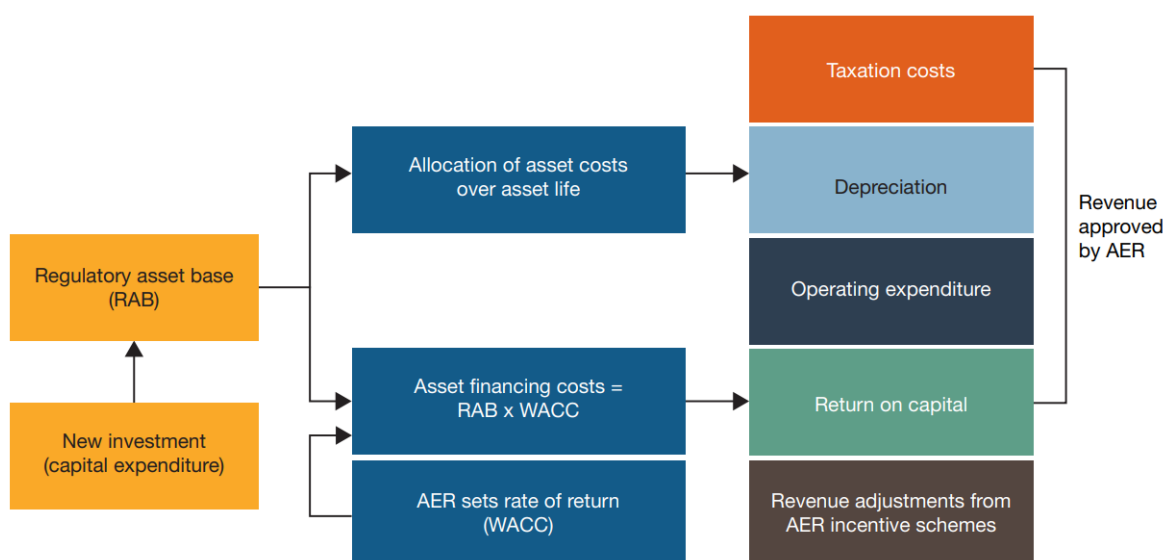 Taxation costs
Allocation of asset costs
over asset life
Depreciation
Revenue
approved
by AER
Regulatory asset base
(RAB)
Operating expenditure
Asset financing costs =
RAB x WACC
Return on capital
New investment
(capital expenditure)
AER sets rate of return
(WACC)
Revenue adjustments from
AER incentive schemes